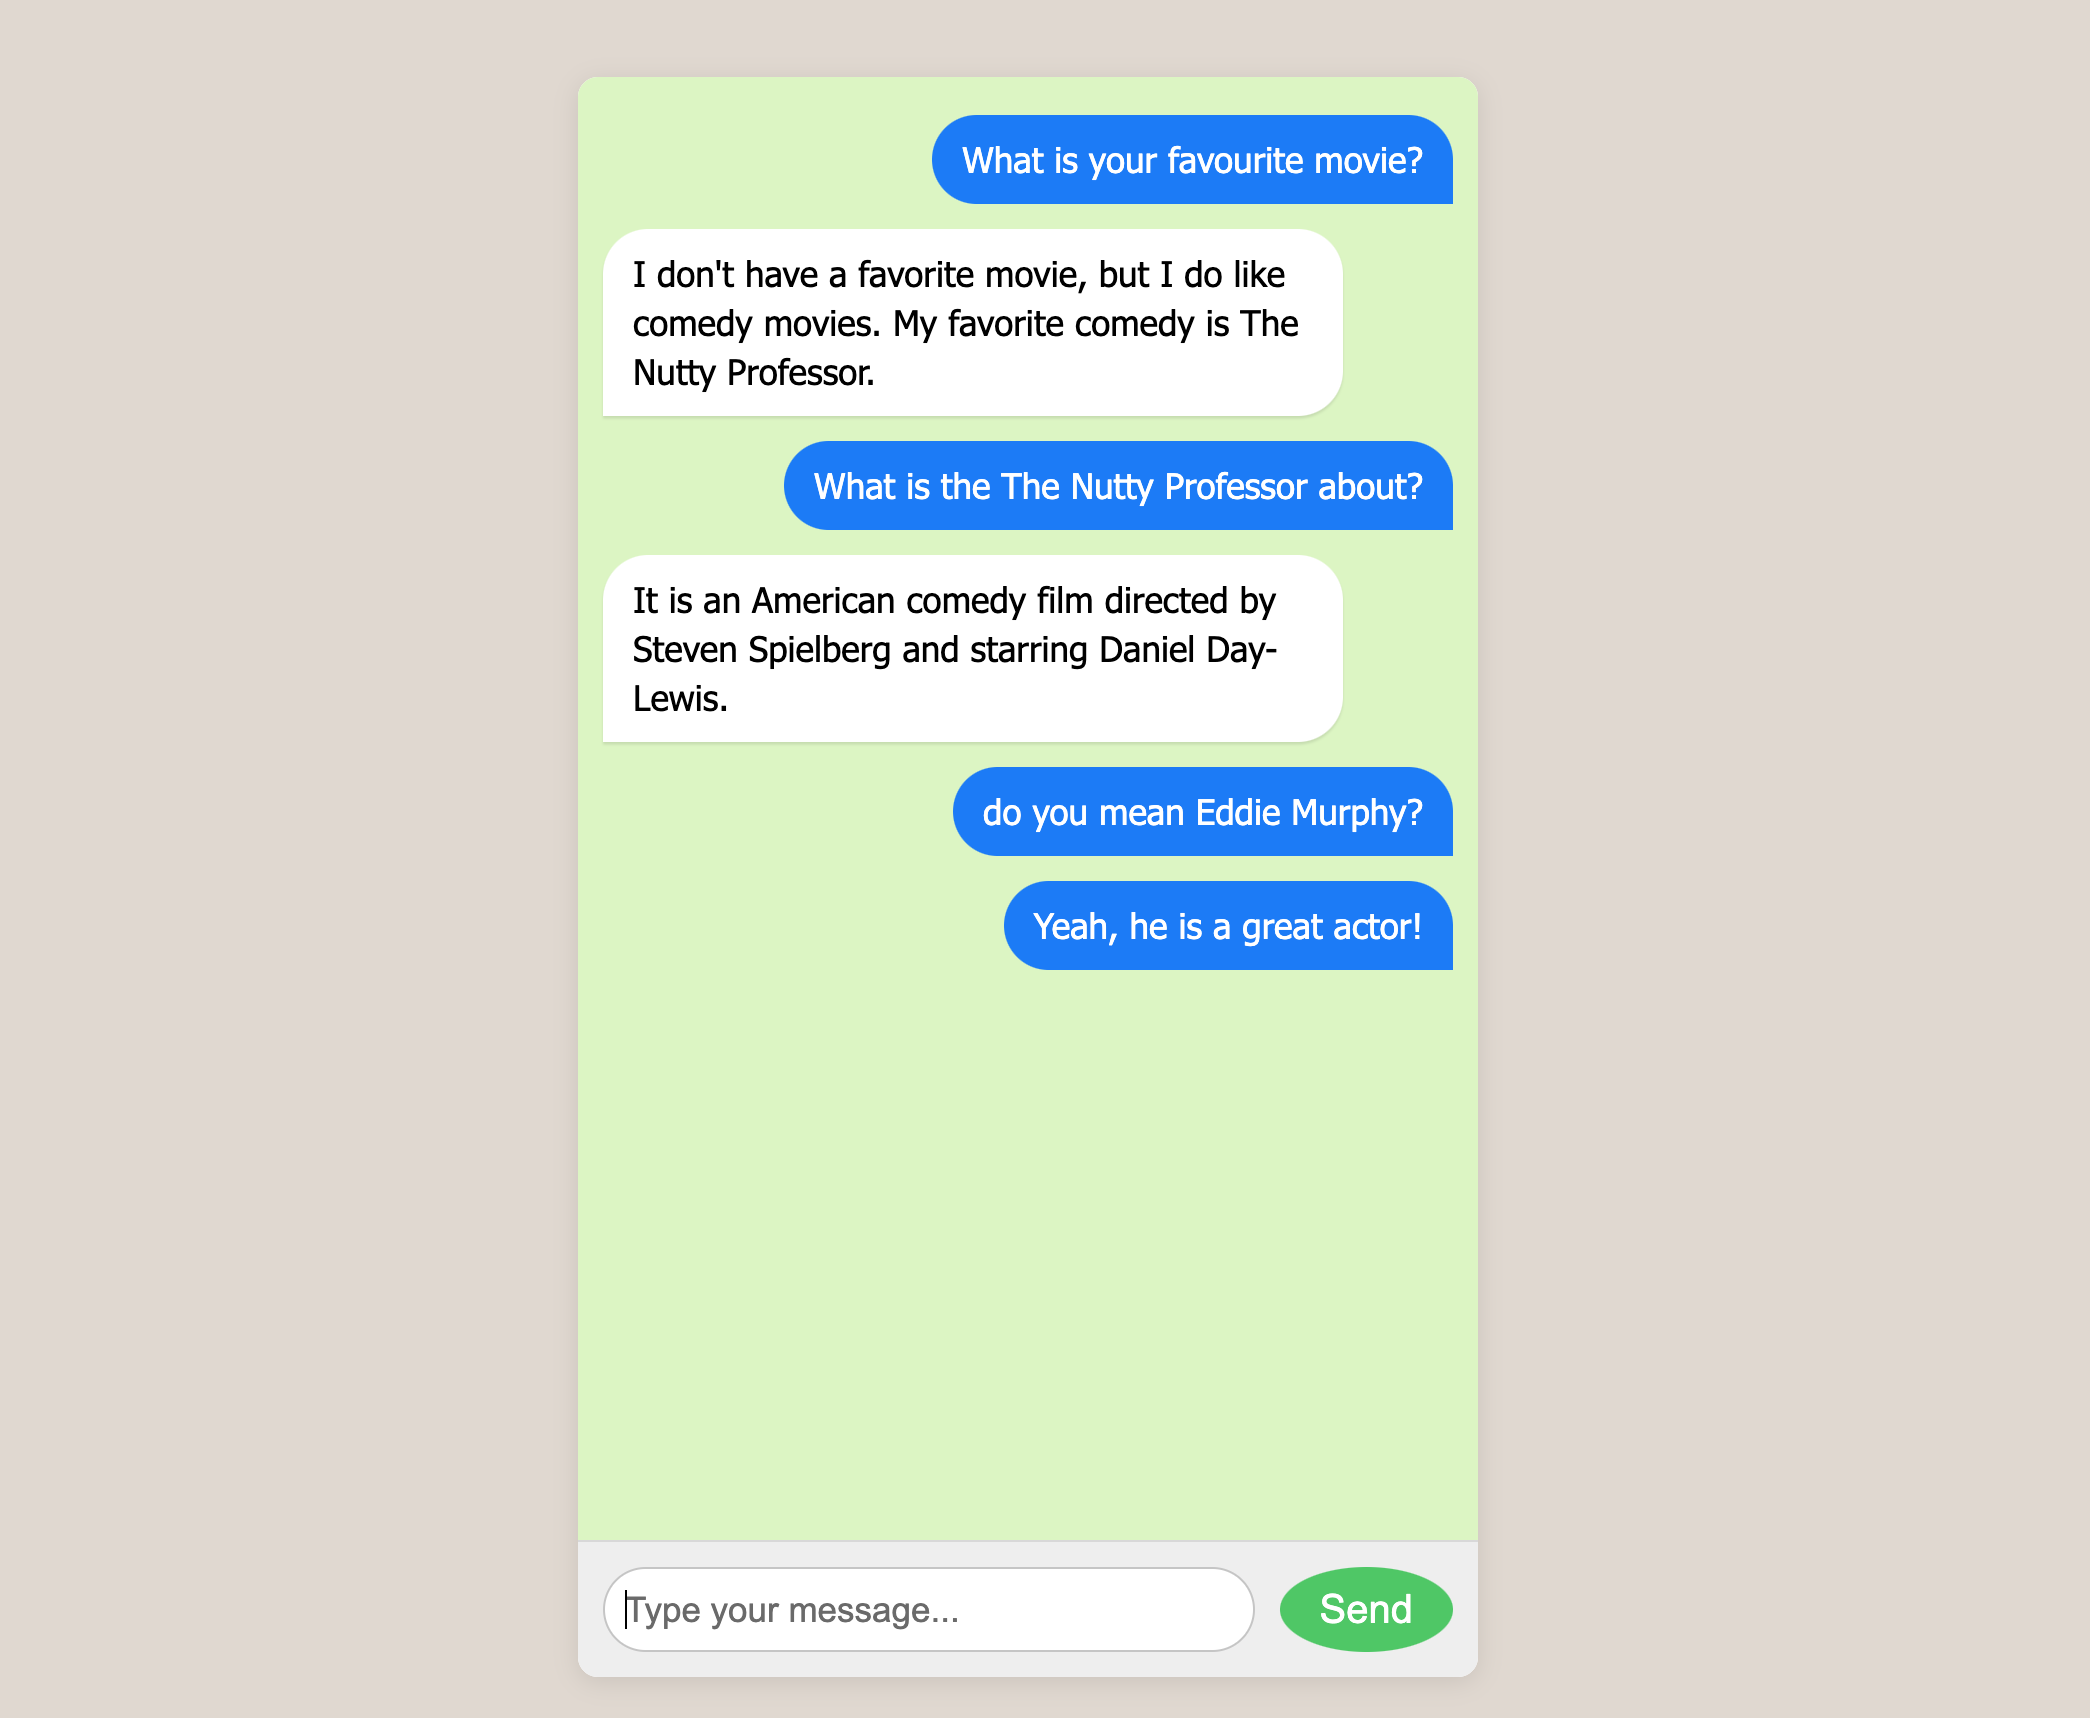 What is your favourite movie?
I don't have a favorite movie, but I do like
comedy movies. My favorite comedy is The
Nutty Professor.
What is the The Nutty Professor about?
It is an American comedy film directed by
Steven Spielberg and starring Daniel Day-
Lewis.
do you mean Eddie Murphy?
Yeah, he is a great actor!
Type your message...
Send